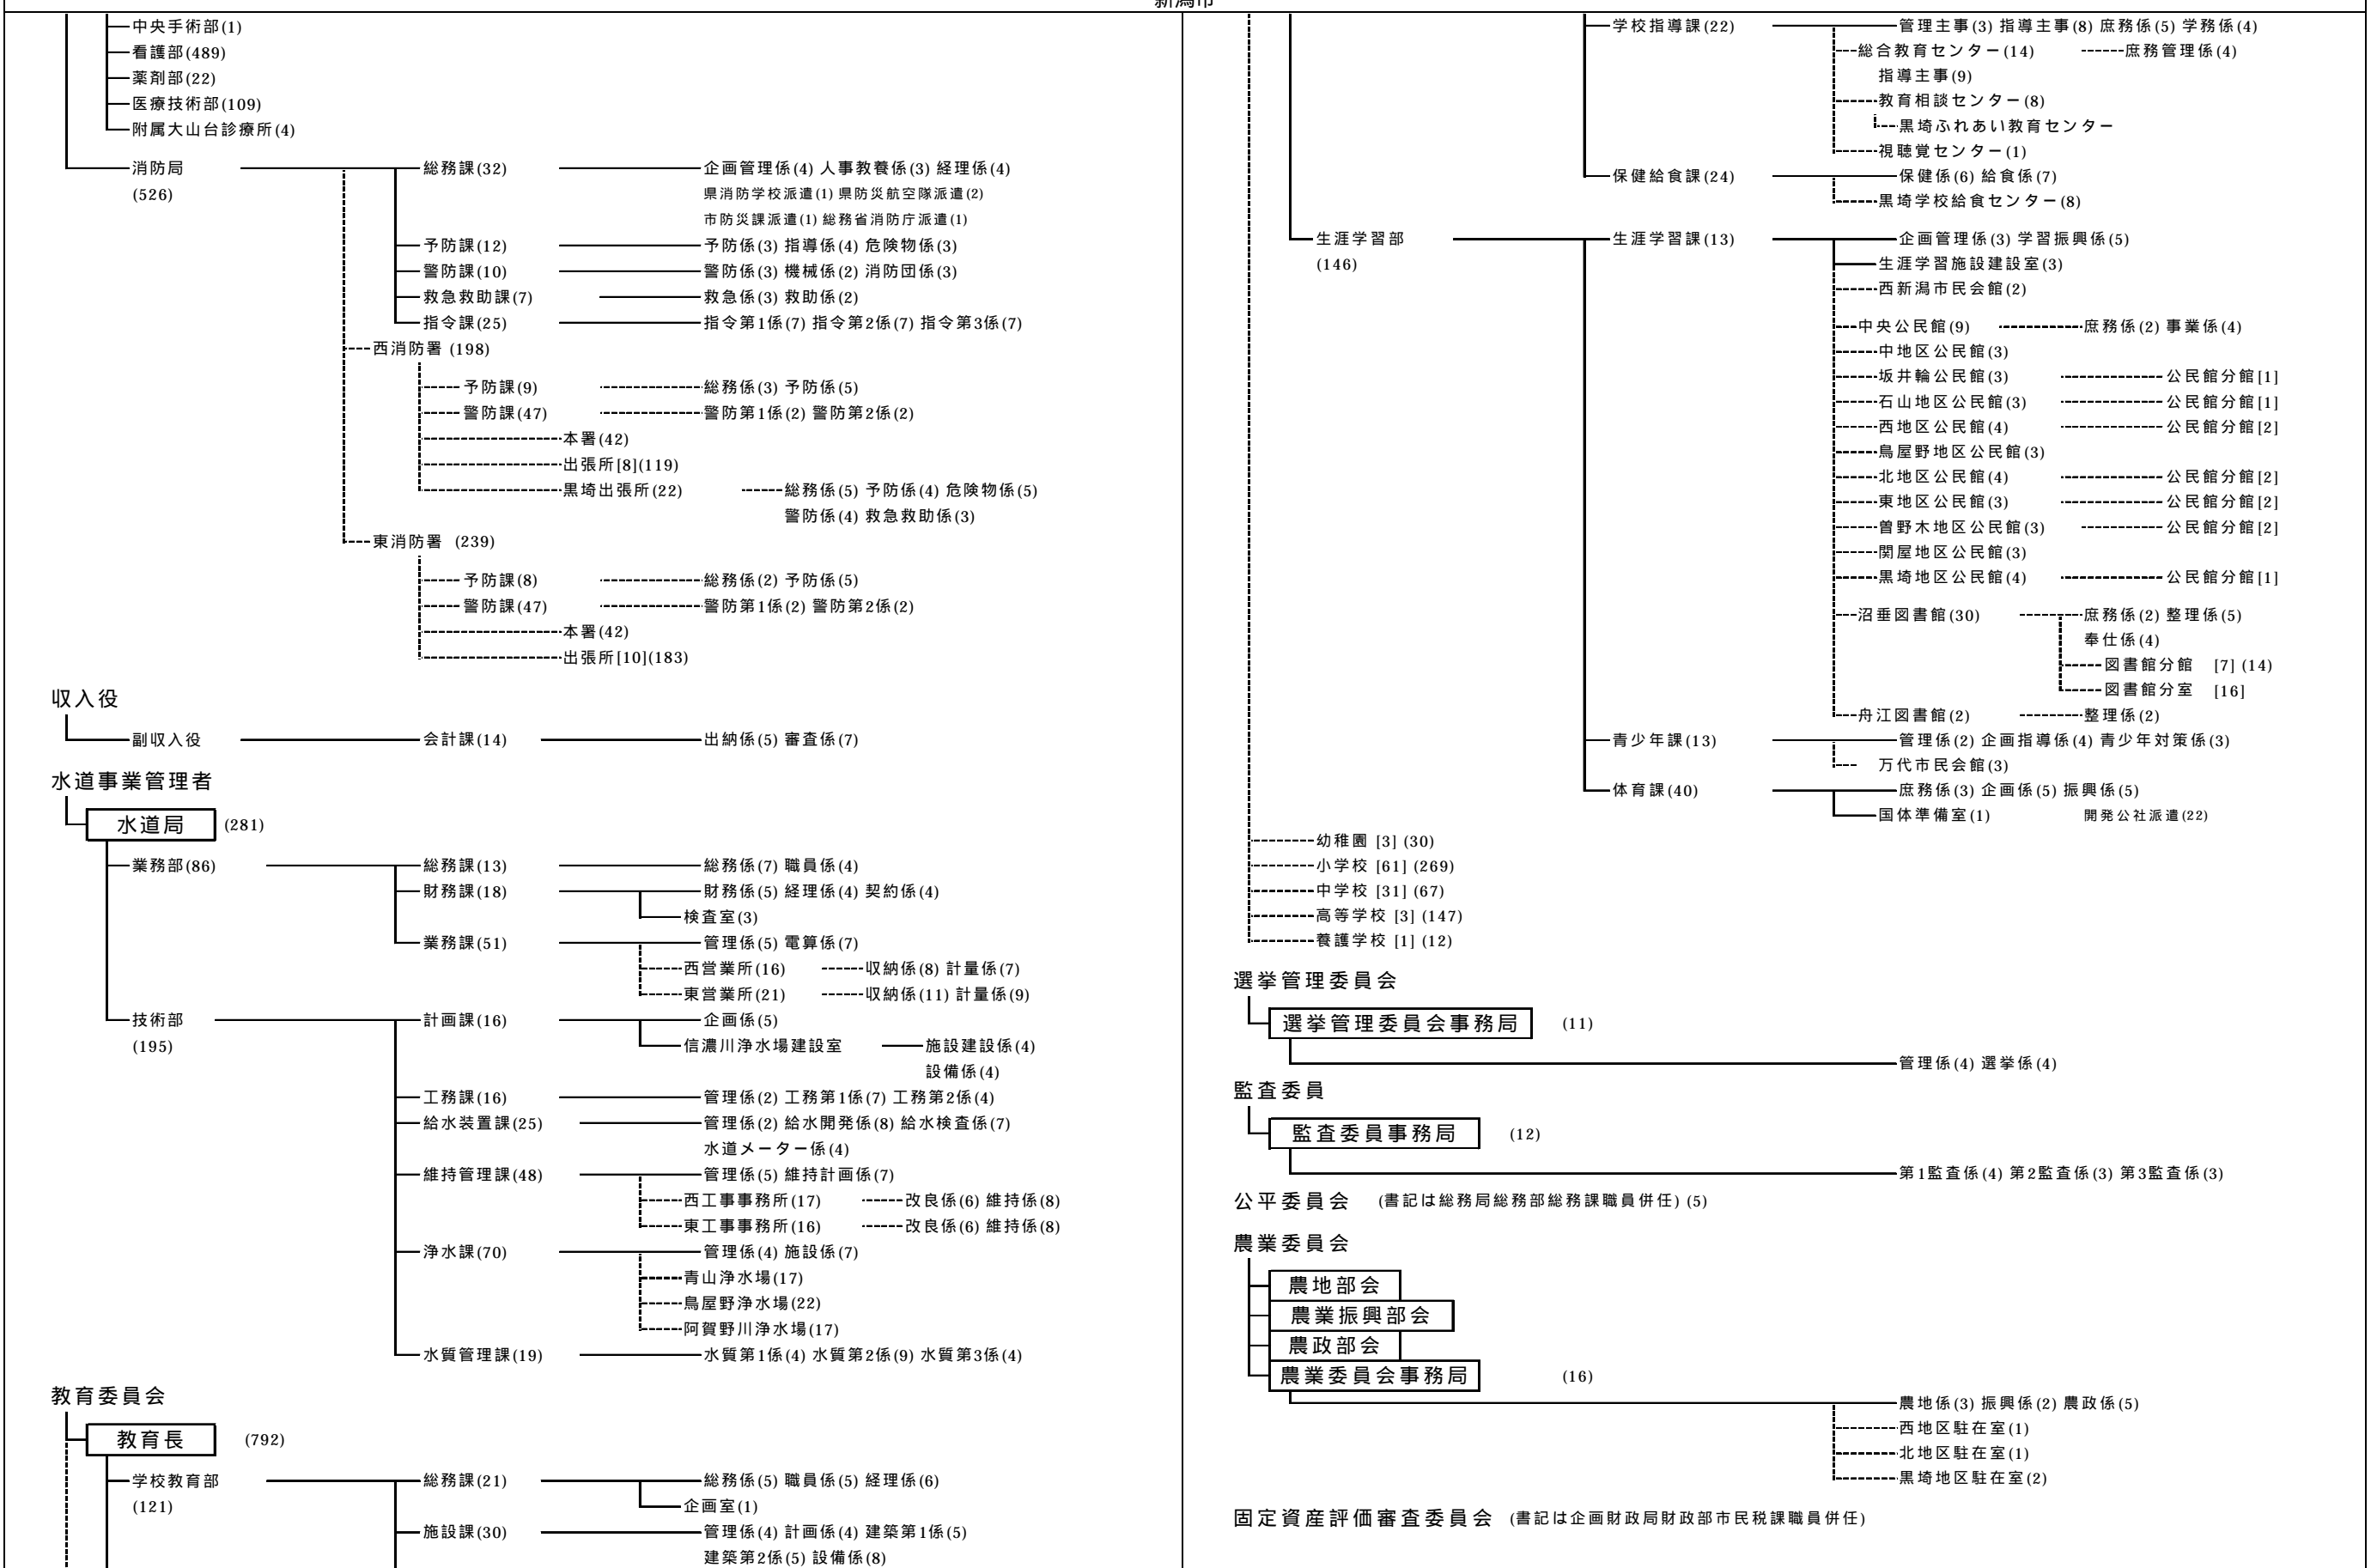 新潟市
中央手術部(1)
看護部(489)
薬剤部(22)
医療技術部(109)
附属大山台診療所(4)
消防局 総務課(32) 企画管理係(4) 人事教養係(3) 経理係(4)
(526) 県消防学校派遣(1) 県防災航空隊派遣(2)
市防災課派遣(1) 総務省消防庁派遣(1)
予防課(12) 予防係(3) 指導係(4) 危険物係(3)
警防課(10) 警防係(3) 機械係(2) 消防団係(3)
救急救助課(7) 救急係(3) 救助係(2)
指令課(25) 指令第1係(7) 指令第2係(7) 指令第3係(7)
西消防署 (198)
予防課(9) 総務係(3) 予防係(5)
警防課(47) 警防第1係(2) 警防第2係(2)
本署(42)
出張所[8](119)
黒埼出張所(22) 総務係(5) 予防係(4) 危険物係(5)
警防係(4) 救急救助係(3)
東消防署 (239)
予防課(8) 総務係(2) 予防係(5)
警防課(47) 警防第1係(2) 警防第2係(2)
本署(42)
出張所[10](183)
収入役
副収入役 会計課(14) 出納係(5) 審査係(7)
水道事業管理者
水道局 (281)
業務部(86) 総務課(13) 総務係(7) 職員係(4)
財務課(18) 財務係(5) 経理係(4) 契約係(4)
検査室(3)
業務課(51) 管理係(5) 電算係(7)
西営業所(16) 収納係(8) 計量係(7)
東営業所(21) 収納係(11) 計量係(9)
技術部 計画課(16) 企画係(5)
(195) 信濃川浄水場建設室 施設建設係(4)
設備係(4)
工務課(16) 管理係(2) 工務第1係(7) 工務第2係(4)
給水装置課(25) 管理係(2) 給水開発係(8) 給水検査係(7)
水道メーター係(4)
維持管理課(48) 管理係(5) 維持計画係(7)
西工事事務所(17) 改良係(6) 維持係(8)
東工事事務所(16) 改良係(6) 維持係(8)
浄水課(70) 管理係(4) 施設係(7)
青山浄水場(17)
鳥屋野浄水場(22)
阿賀野川浄水場(17)
水質管理課(19) 水質第1係(4) 水質第2係(9) 水質第3係(4)
教育委員会
教育長 (792)
学校教育部 総務課(21) 総務係(5) 職員係(5) 経理係(6)
(121) 企画室(1)
施設課(30) 管理係(4) 計画係(4) 建築第1係(5)
建築第2係(5) 設備係(8)
学校指導課(22) 管理主事(3) 指導主事(8) 庶務係(5) 学務係(4)
総合教育センター(14) 庶務管理係(4)
指導主事(9)
教育相談センター(8)
黒埼ふれあい教育センター
視聴覚センター(1)
保健給食課(24) 保健係(6) 給食係(7)
黒埼学校給食センター(8)
生涯学習部 生涯学習課(13) 企画管理係(3) 学習振興係(5)
(146) 生涯学習施設建設室(3)
西新潟市民会館(2)
中央公民館(9) 庶務係(2) 事業係(4)
中地区公民館(3)
坂井輪公民館(3) 公民館分館[1]
石山地区公民館(3) 公民館分館[1]
西地区公民館(4) 公民館分館[2]
鳥屋野地区公民館(3)
北地区公民館(4) 公民館分館[2]
東地区公民館(3) 公民館分館[2]
曽野木地区公民館(3) 公民館分館[2]
関屋地区公民館(3)
黒埼地区公民館(4) 公民館分館[1]
沼垂図書館(30) 庶務係(2) 整理係(5)
奉仕係(4)
図書館分館 [7] (14)
図書館分室 [16]
舟江図書館(2) 整理係(2)
青少年課(13) 管理係(2) 企画指導係(4) 青少年対策係(3)
万代市民会館(3)
体育課(40) 庶務係(3) 企画係(5) 振興係(5)
国体準備室(1) 開発公社派遣(22)
幼稚園 [3] (30)
小学校 [61] (269)
中学校 [31] (67)
高等学校 [3] (147)
養護学校 [1] (12)
選挙管理委員会
選挙管理委員会事務局 (11)
管理係(4) 選挙係(4)
監査委員
監査委員事務局 (12)
第1監査係(4) 第2監査係(3) 第3監査係(3)
公平委員会 (書記は総務局総務部総務課職員併任) (5)
農業委員会
農地部会
農業振興部会
農政部会
農業委員会事務局 (16)
農地係(3) 振興係(2) 農政係(5)
西地区駐在室(1)
北地区駐在室(1)
黒埼地区駐在室(2)
固定資産評価審査委員会 (書記は企画財政局財政部市民税課職員併任)